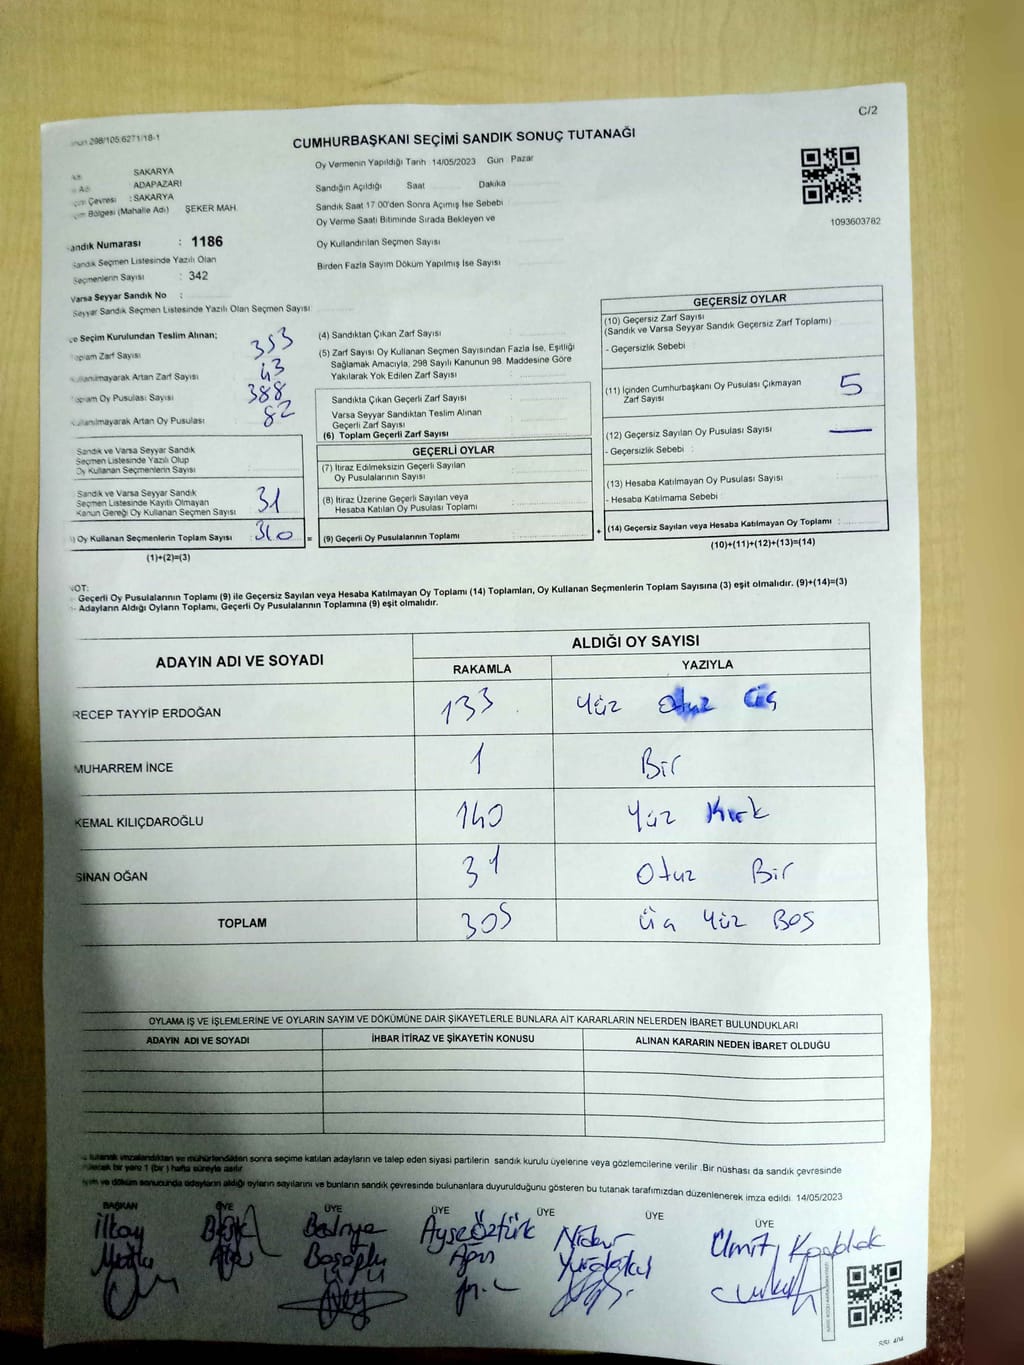 C/2
298/105.6271/18-1
CUMHURBAŞKANI SEÇİMİ SANDIK SONUÇ TUTANAĞI
SAKARYA
ADAPAZARI
Çevresi : SAKARYA
Bölgesi (Mahalle Adı) ŞEKER MAH.
Sandık Numarası : 1186
Sandık Seçmen Listesinde Yazılı Olan
Seçmenlerin Sayısı : 342
Varsa Seyyar Sandık No :
Seyyar Sandık Seçmen Listesinde Yazılı Olan Seçmen Sayısı
Oy Vermenin Yapıldığı Tarih 14/05/2023 Gün Pazar
Sandığın Açıldığı Saat Dakika
Sandık Saat 17:00'den Sonra Açımış İse Sebebi
Oy Verme Saati Bitiminde Sırada Bekleyen ve
Oy Kullandırılan Seçmen Sayısı
Birden Fazla Sayım Döküm Yapılmış İse Sayısı
1093603782
Seçim Kurulundan Teslim Alınan;
Toplam Zarf Sayısı 353
Kullanılmayarak Artan Zarf Sayısı 43
Toplam Oy Pusulası Sayısı 388
Kullanılmayarak Artan Oy Pusulası 82
Sandık ve Varsa Seyyar Sandık
Seçmen Listesinde Yazılı Olup
Oy Kullanan Seçmenlerin Sayısı :
Sandık ve Varsa Seyyar Sandık
Seçmen Listesinde Kayıtlı Olmayan
Kanun Gereği Oy Kullanan Seçmen Sayısı : 31
Oy Kullanan Seçmenlerin Toplam Sayısı : 310 =
(1)+(2)=(3)
(4) Sandıktan Çıkan Zarf Sayısı :
(5) Zarf Sayısı Oy Kullanan Seçmen Sayısından Fazla İse, Eşitliği
Sağlamak Amacıyla, 298 Sayılı Kanunun 98. Maddesine Göre
Yakılarak Yok Edilen Zarf Sayısı :
Sandıkta Çıkan Geçerli Zarf Sayısı :
Varsa Seyyar Sandıktan Teslim Alınan
Geçerli Zarf Sayısı :
(6) Toplam Geçerli Zarf Sayısı :
GEÇERLİ OYLAR
(7) İtiraz Edilmeksizin Geçerli Sayılan
Oy Pusulalarının Sayısı :
(8) İtiraz Üzerine Geçerli Sayılan veya
Hesaba Katılan Oy Pusulası Toplamı :
(9) Geçerli Oy Pusulalarının Toplamı : +
GEÇERSİZ OYLAR
(10) Geçersiz Zarf Sayısı
(Sandık ve Varsa Seyyar Sandık Geçersiz Zarf Toplamı)
- Geçersizlik Sebebi
(11) İçinden Cumhurbaşkanı Oy Pusulası Çıkmayan
Zarf Sayısı 5
(12) Geçersiz Sayılan Oy Pusulası Sayısı : —
- Geçersizlik Sebebi :
(13) Hesaba Katılmayan Oy Pusulası Sayısı
- Hesaba Katılmama Sebebi :
(14) Geçersiz Sayılan veya Hesaba Katılmayan Oy Toplamı :
(10)+(11)+(12)+(13)=(14)
NOT:
- Geçerli Oy Pusulalarının Toplamı (9) ile Geçersiz Sayılan veya Hesaba Katılmayan Oy Toplamı (14) Toplamları, Oy Kullanan Seçmenlerin Toplam Sayısına (3) eşit olmalıdır. (9)+(14)=(3)
- Adayların Aldığı Oyların Toplamı, Geçerli Oy Pusulalarının Toplamına (9) eşit olmalıdır.
ADAYIN ADI VE SOYADI
ALDIĞI OY SAYISI
RAKAMLA YAZIYLA
RECEP TAYYİP ERDOĞAN 133 Yüz Otuz Üç
MUHARREM İNCE 1 Bir
KEMAL KILIÇDAROĞLU 140 Yüz Kırk
SİNAN OĞAN 31 Otuz Bir
TOPLAM 305 Üç Yüz Beş
OYLAMA İŞ VE İŞLEMLERİNE VE OYLARIN SAYIM VE DÖKÜMÜNE DAİR ŞİKAYETLERLE BUNLARA AİT KARARLARIN NELERDEN İBARET BULUNDUKLARI
ADAYIN ADI VE SOYADI İHBAR İTİRAZ VE ŞİKAYETİN KONUSU ALINAN KARARIN NEDEN İBARET OLDUĞU
tutanak imzalandıktan ve mühürlendikten sonra seçime katılan adayların ve talep eden siyasi partilerin sandık kurulu üyelerine veya gözlemcilerine verilir .Bir nüshası da sandık çevresinde
bir yere 1 (bir) hafta süreyle asılır
ve döküm sonucunda adayların aldığı oyların sayılarını ve bunların sandık çevresinde bulunanlara duyurulduğunu gösteren bu tutanak tarafımızdan düzenlenerek imza edildi. 14/05/2023
BAŞKAN ÜYE ÜYE ÜYE ÜYE ÜYE ÜYE
İlkay
Bedriye Başoğlu
Ayşe Öztürk
Ümit